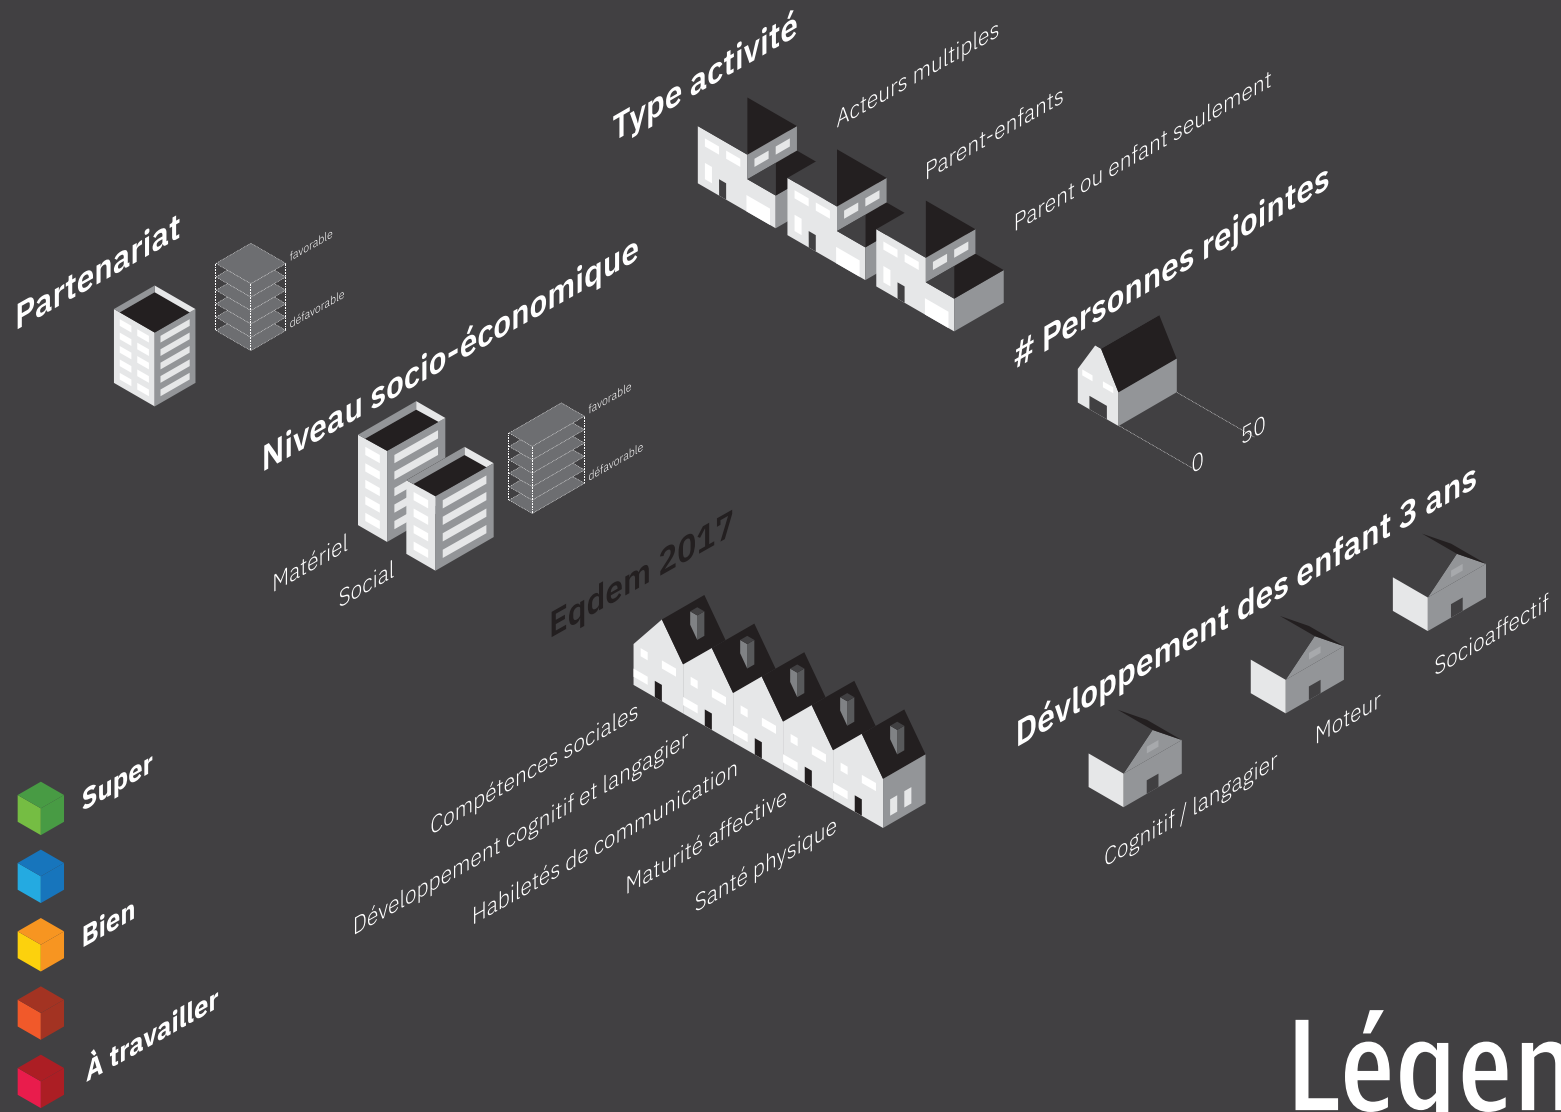 Type activité
Acteurs multiples
Parent-enfants
Parent ou enfant seulement
Partenariat
favorable
défavorable
Niveau socio-économique
favorable
défavorable
Matériel
Social
# Personnes rejointes
0
50
Eqdem 2017
Compétences sociales
Développement cognitif et langagier
Habiletés de communication
Maturité affective
Santé physique
Dévloppement des enfant 3 ans
Cognitif / langagier
Moteur
Socioaffectif
Super
Bien
À travailler
Légen